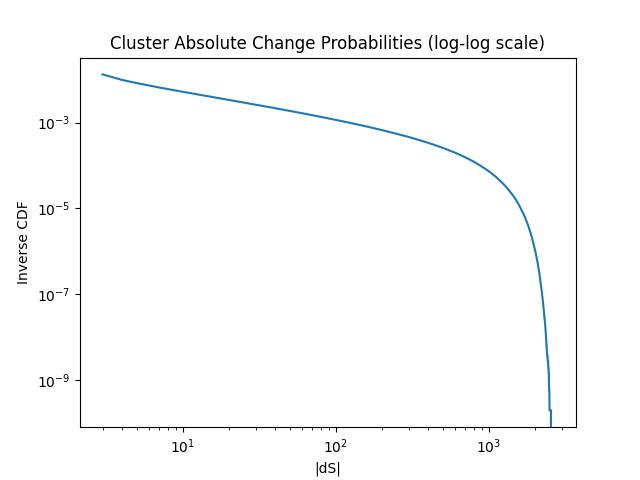 Cluster Absolute Change Probabilities (log-log scale)
Inverse CDF
10⁻³
10⁻⁵
10⁻⁷
10⁻⁹
10¹ 10² 10³
|dS|